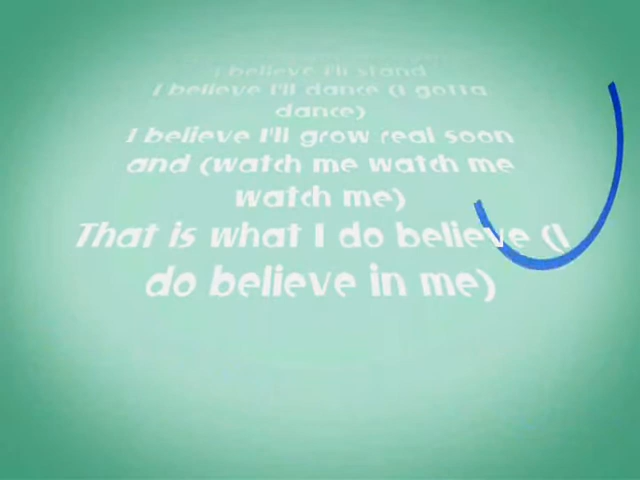 I believe I'll stand
I believe I'll dance (I gotta
dance)
I believe I'll grow real soon
and (watch me watch me
watch me)
That is what I do believe (I
do believe in me)